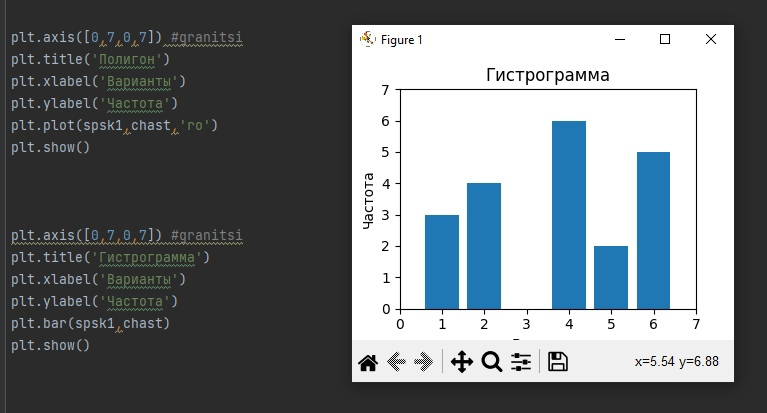 plt.axis([0,7,0,7]) #granitsi
plt.title('Полигон')
plt.xlabel('Варианты')
plt.ylabel('Частота')
plt.plot(spsk1,chast,'ro')
plt.show()
plt.axis([0,7,0,7]) #granitsi
plt.title('Гистрограмма')
plt.xlabel('Варианты')
plt.ylabel('Частота')
plt.bar(spsk1,chast)
plt.show()
Figure 1
Гистрограмма
Частота
7
6
5
4
3
2
1
0
0 1 2 3 4 5 6 7
x=5.54 y=6.88